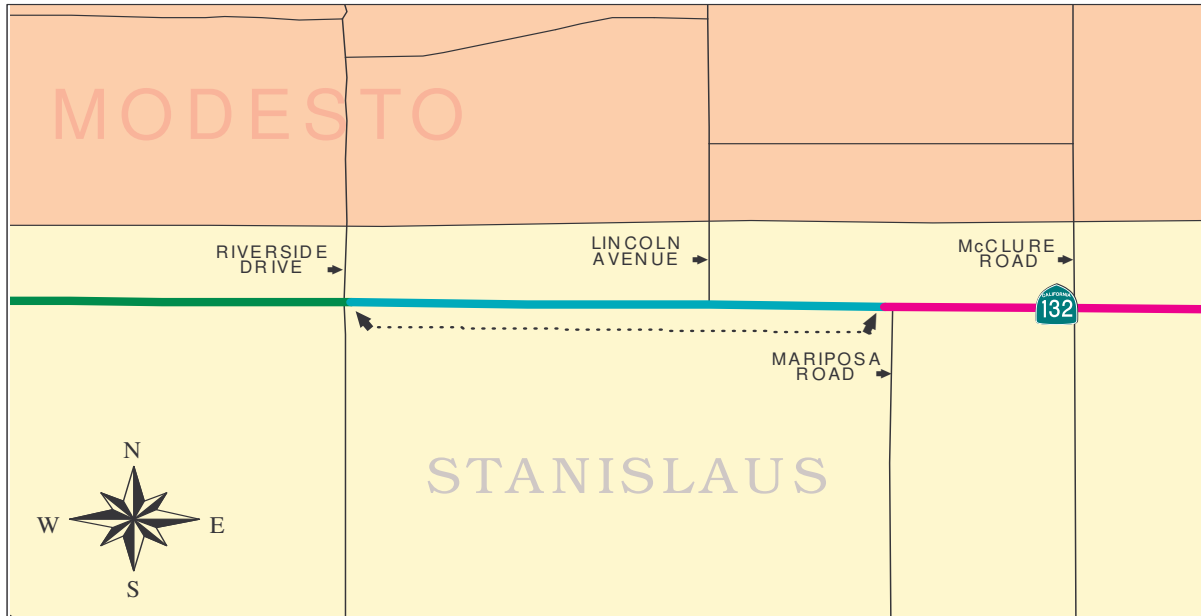 MODESTO
RIVERSIDE
DRIVE
LINCOLN
AVENUE
McCLURE
ROAD
CALIFORNIA
132
MARIPOSA
ROAD
STANISLAUS
N
W
E
S